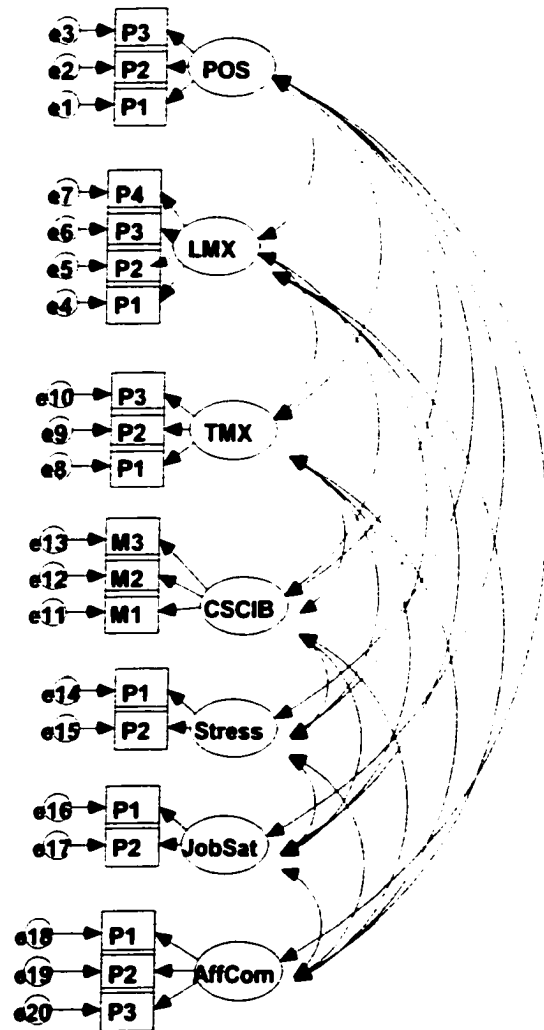 e3 P3
e2 P2 POS
e1 P1
e7 P4
e6 P3 LMX
e5 P2
e4 P1
e10 P3
e9 P2 TMX
e8 P1
e13 M3
e12 M2 CSCIB
e11 M1
e14 P1
e15 P2 Stress
e16 P1
e17 P2 JobSat
e18 P1
e19 P2 AffCom
e20 P3